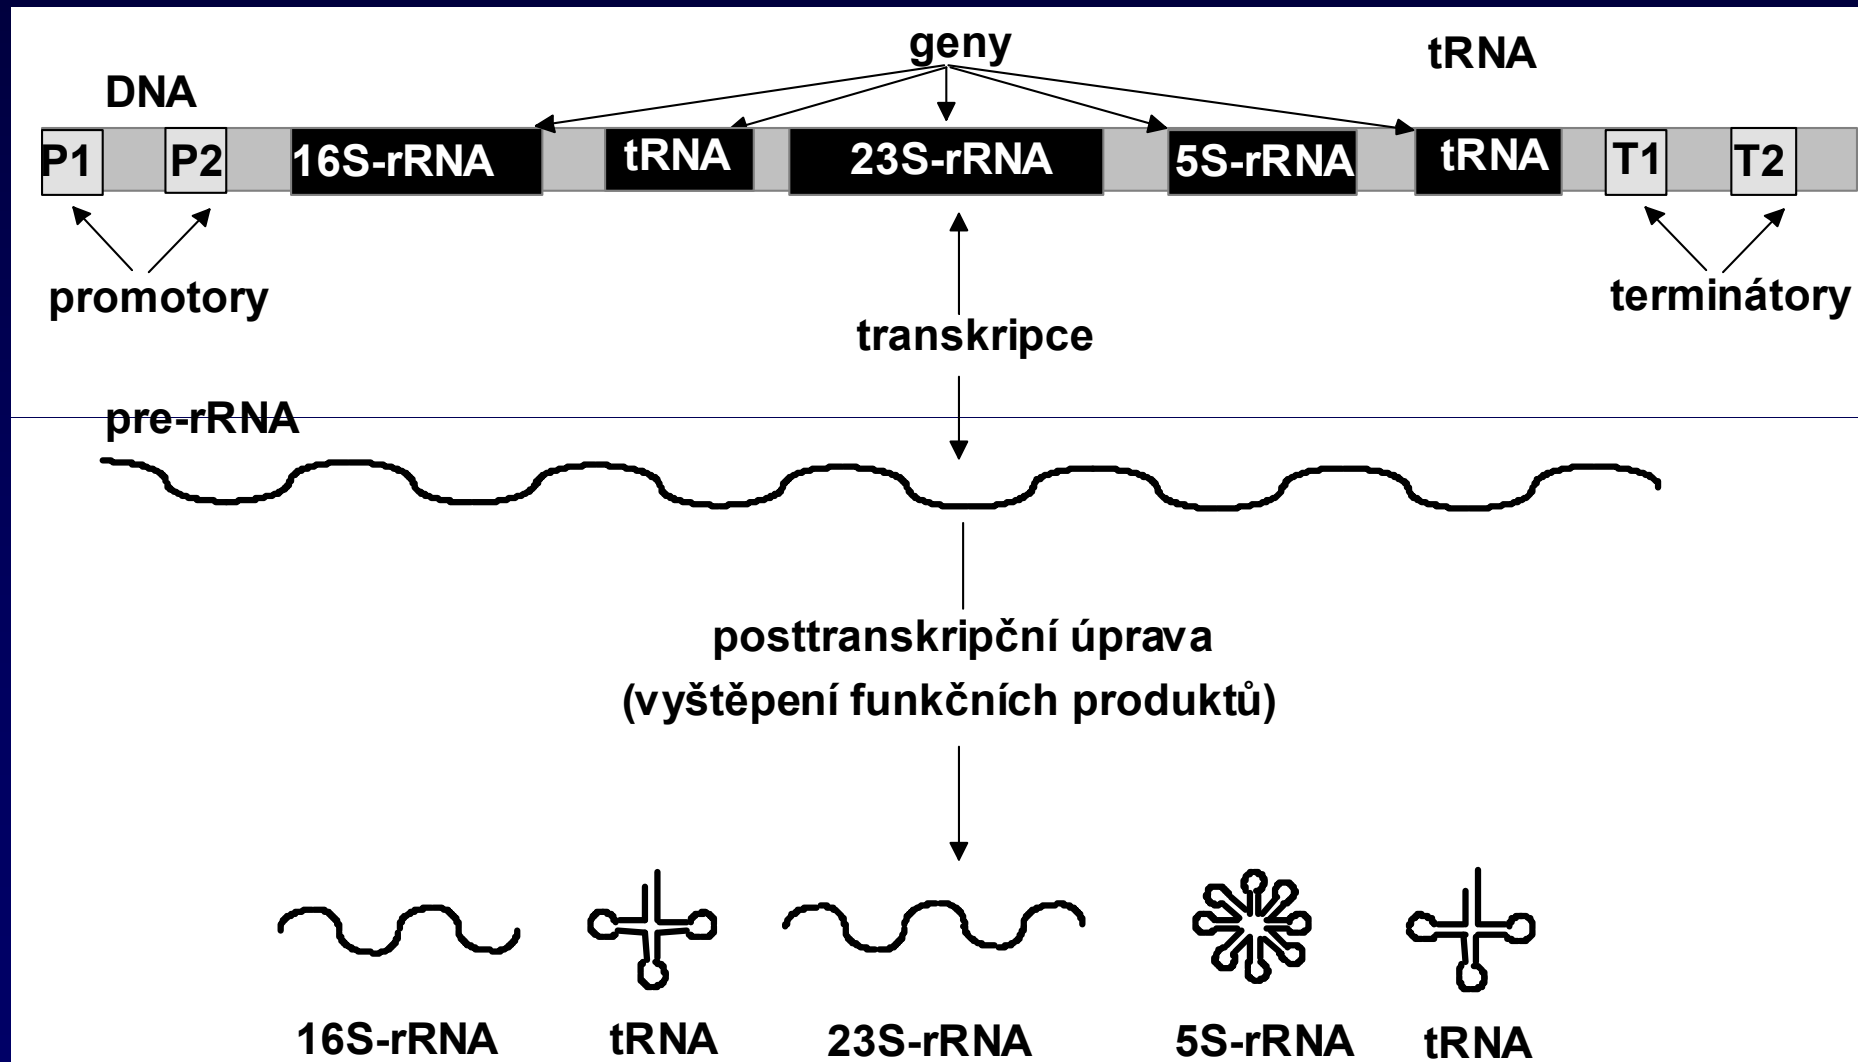 geny
tRNA
DNA
P1 P2 16S-rRNA tRNA 23S-rRNA 5S-rRNA tRNA T1 T2
promotory
terminátory
transkripce
pre-rRNA
posttranskripční úprava
(vyštěpení funkčních produktů)
16S-rRNA tRNA 23S-rRNA 5S-rRNA tRNA